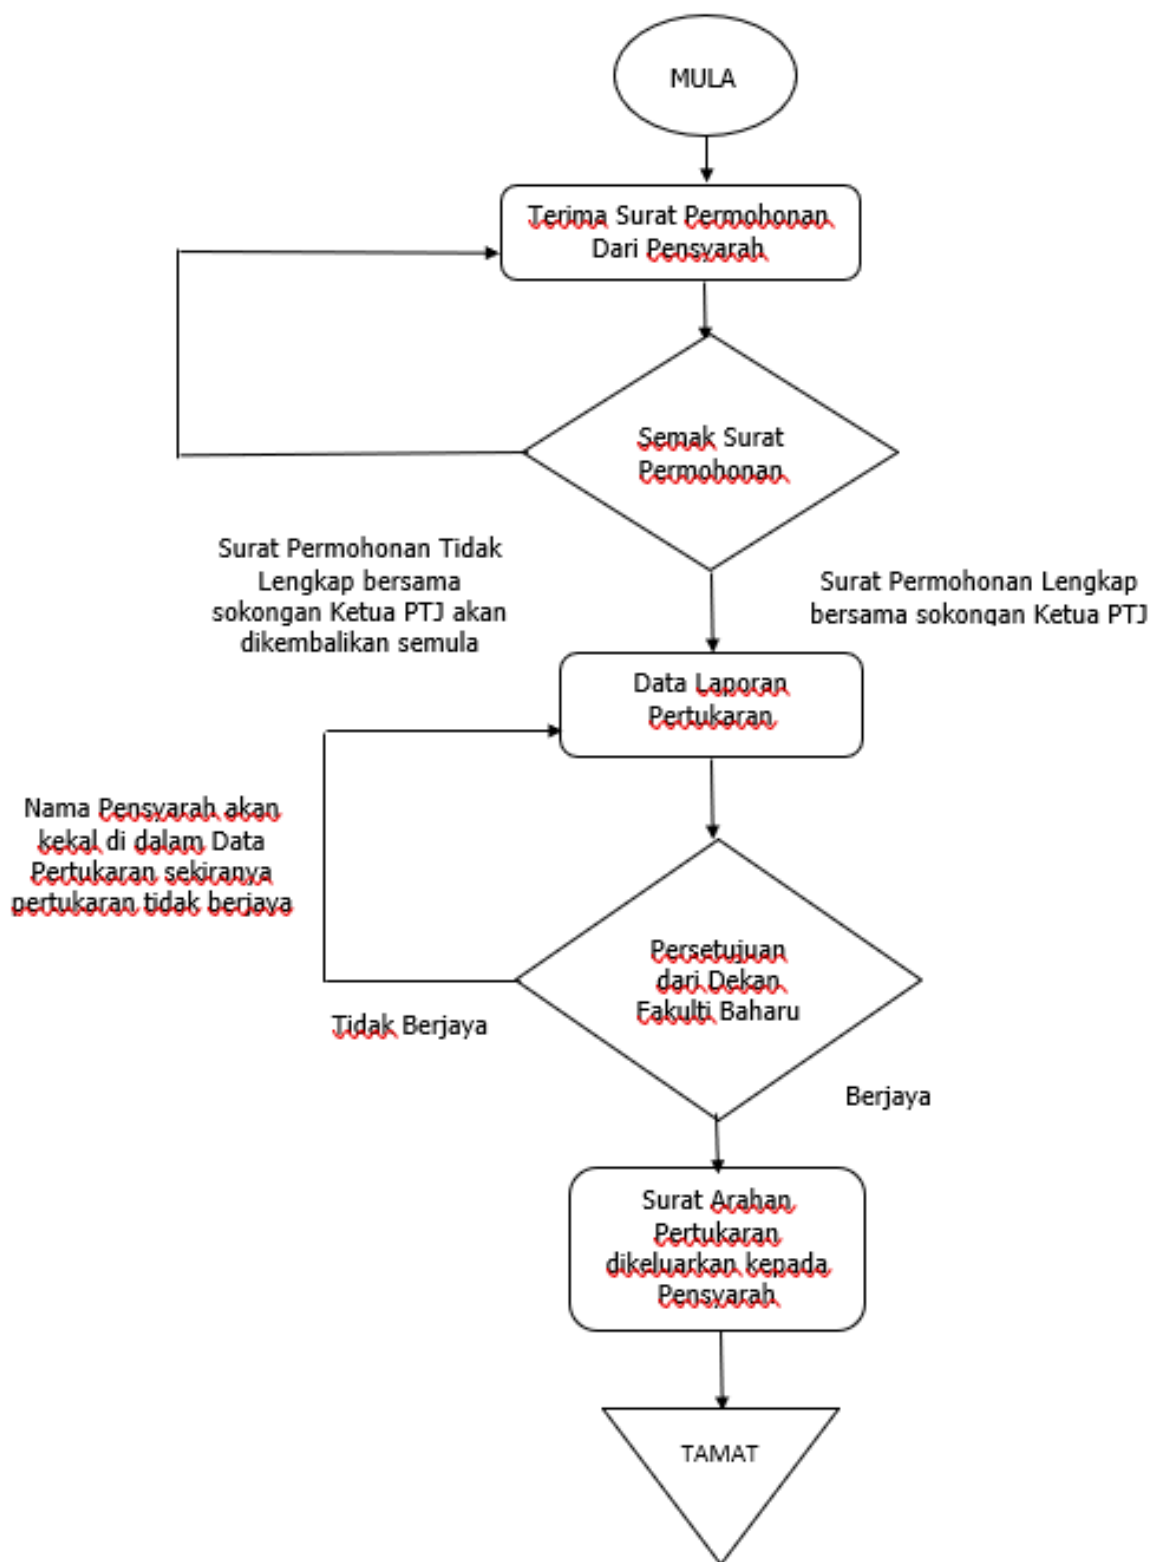 MULA
Terima Surat Permohonan
Dari Pensyarah
Semak Surat
Permohonan
Surat Permohonan Tidak
Lengkap bersama
sokongan Ketua PTJ akan
dikembalikan semula
Surat Permohonan Lengkap
bersama sokongan Ketua PTJ
Data Laporan
Pertukaran
Nama Pensyarah akan
kekal di dalam Data
Pertukaran sekiranya
pertukaran tidak berjaya
Persetujuan
dari Dekan
Fakulti Baharu
Tidak Berjaya
Berjaya
Surat Arahan
Pertukaran
dikeluarkan kepada
Pensyarah
TAMAT